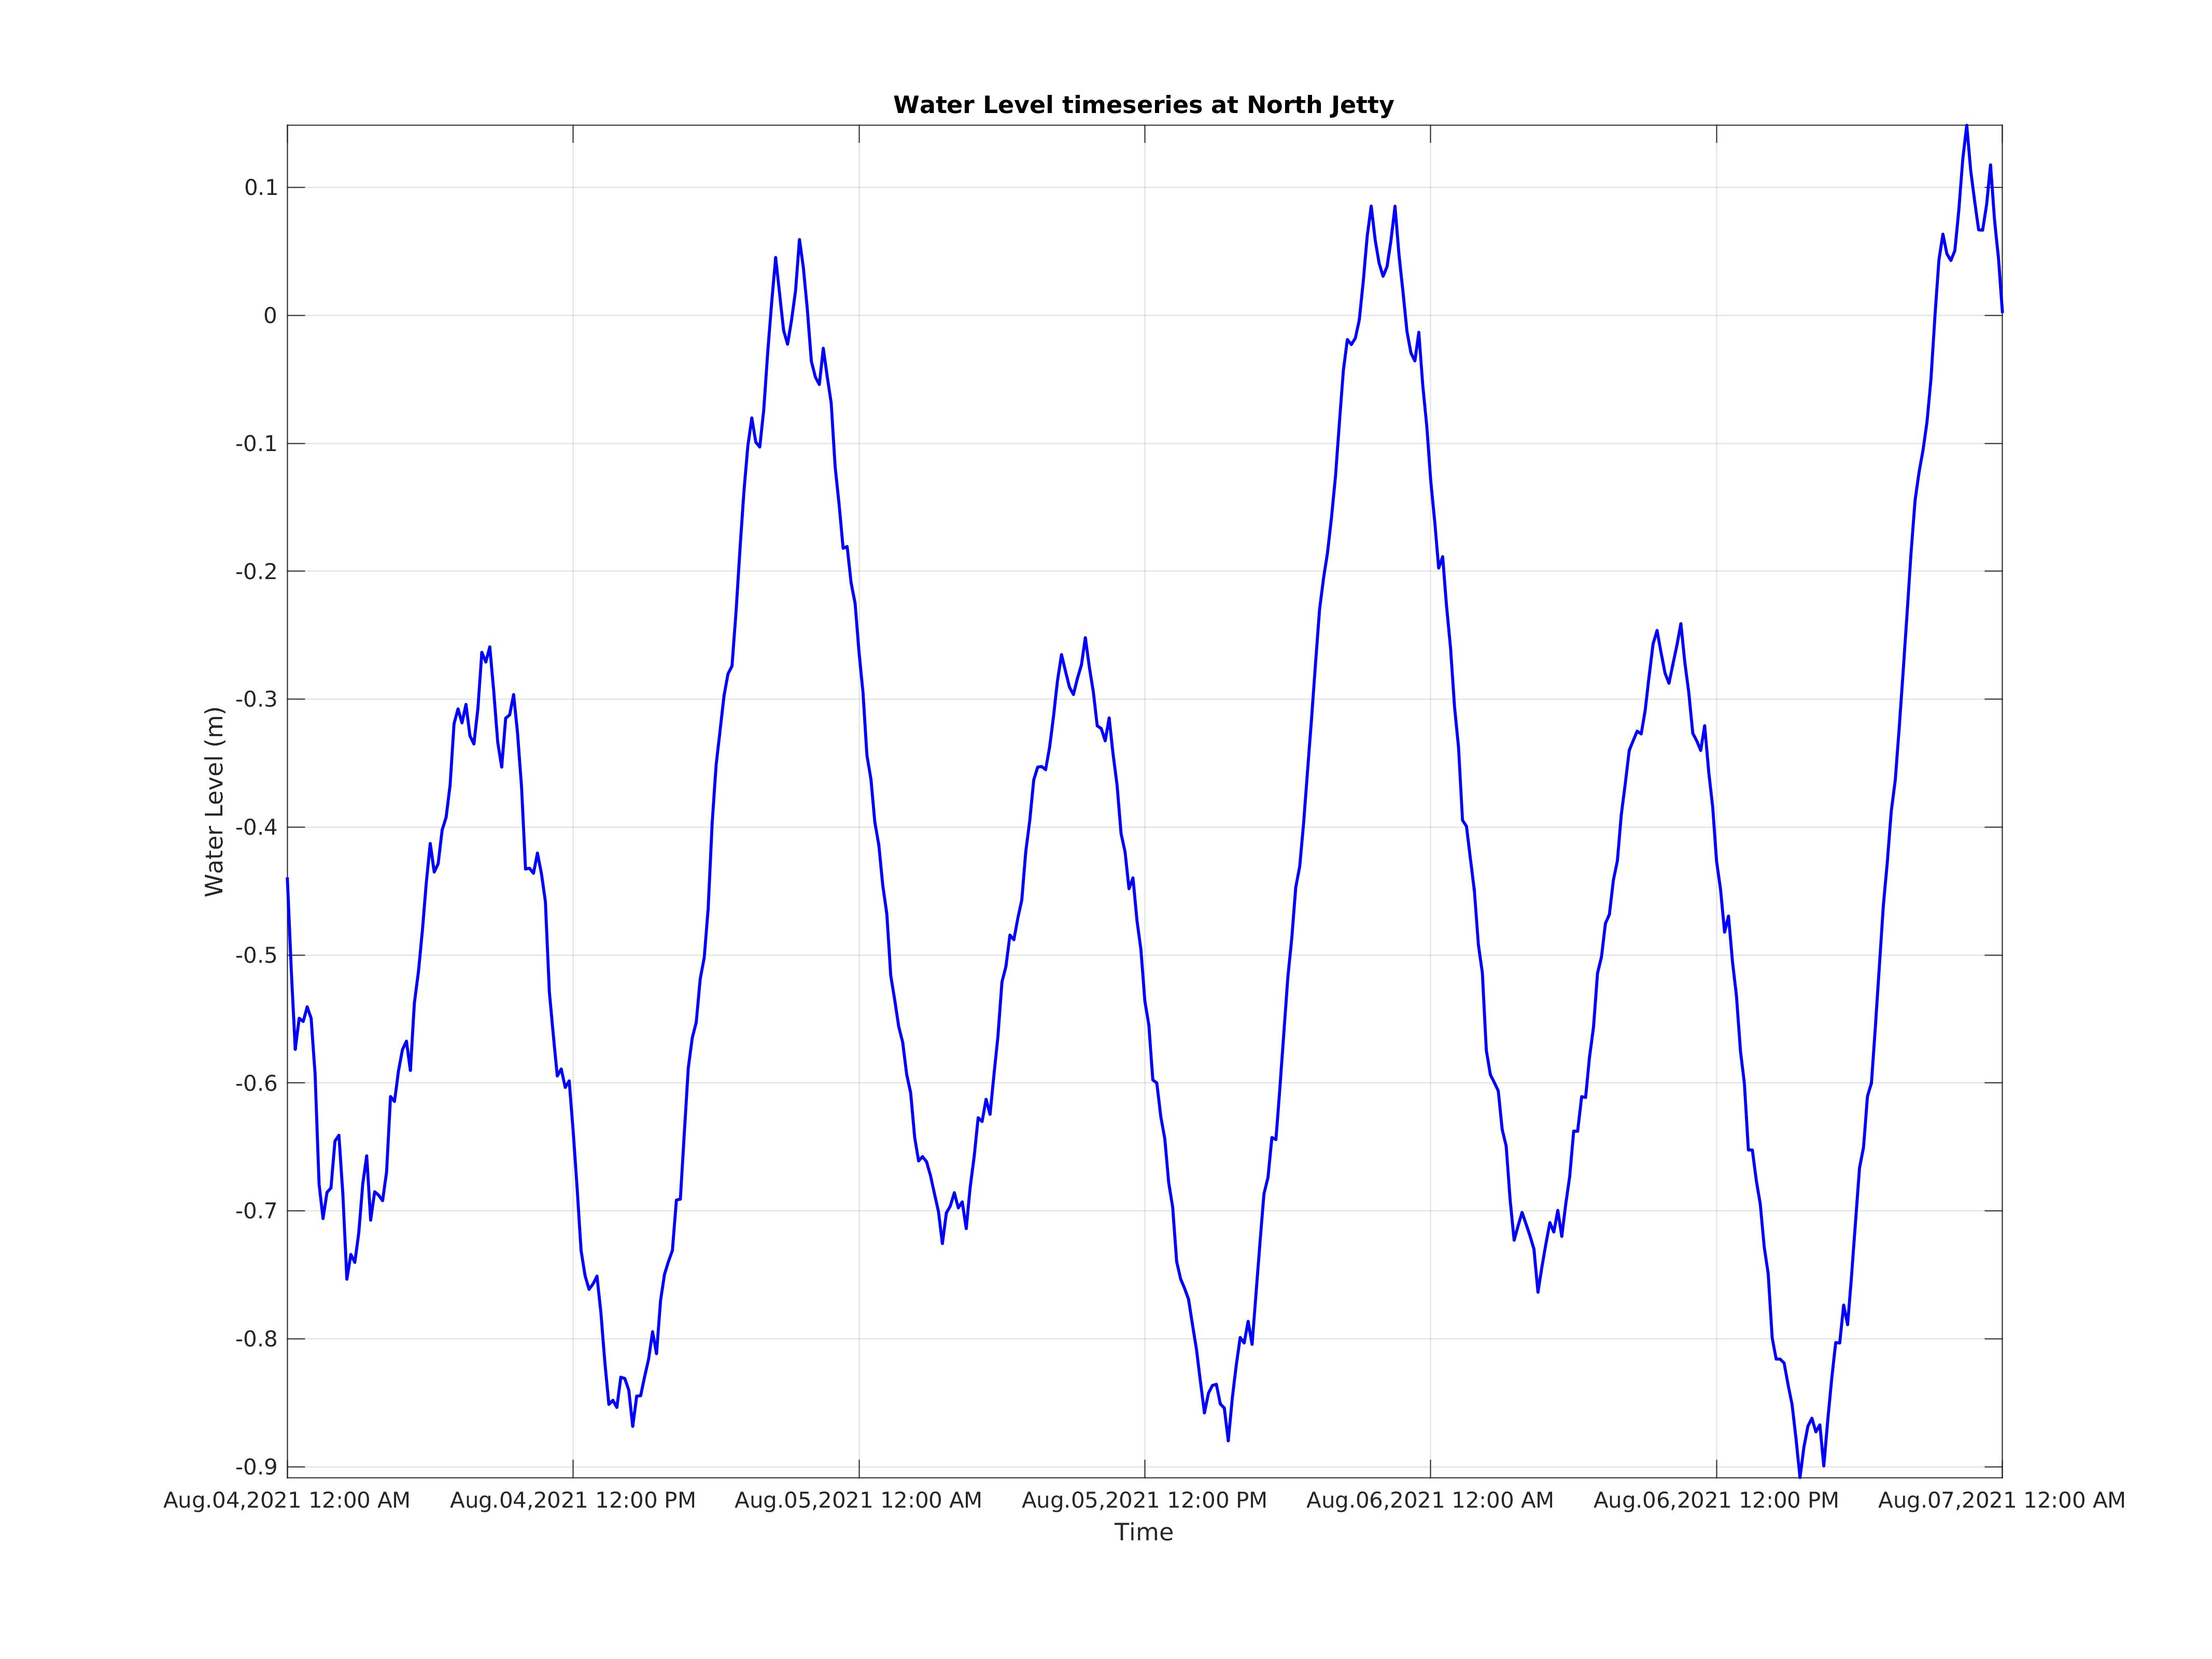 Water Level timeseries at North Jetty
0.1
0
-0.1
-0.2
-0.3
-0.4
-0.5
-0.6
-0.7
-0.8
-0.9
Water Level (m)
Aug.04,2021 12:00 AM Aug.04,2021 12:00 PM Aug.05,2021 12:00 AM Aug.05,2021 12:00 PM Aug.06,2021 12:00 AM Aug.06,2021 12:00 PM Aug.07,2021 12:00 AM
Time